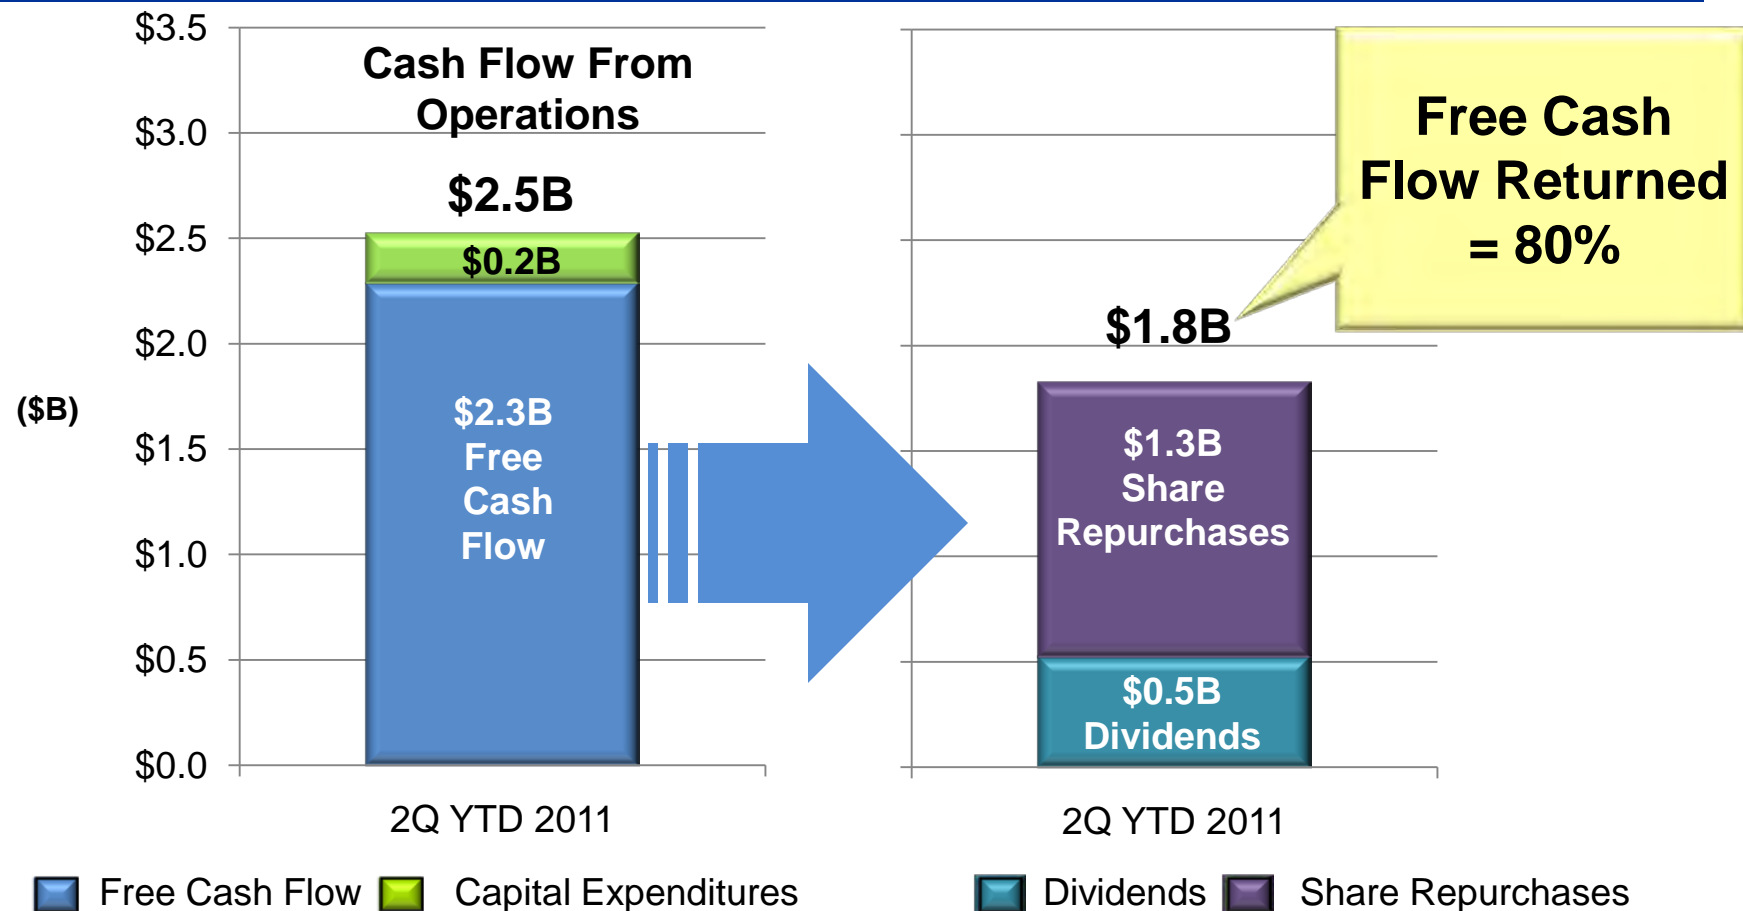 $3.5
$3.0
$2.5
$2.0
$1.5
$1.0
$0.5
$0.0
($B)
Cash Flow From
Operations
$2.5B
$0.2B
$2.3B
Free
Cash
Flow
2Q YTD 2011
Free Cash
Flow Returned
= 80%
$1.8B
$1.3B
Share
Repurchases
$0.5B
Dividends
2Q YTD 2011
Free Cash Flow Capital Expenditures
Dividends Share Repurchases